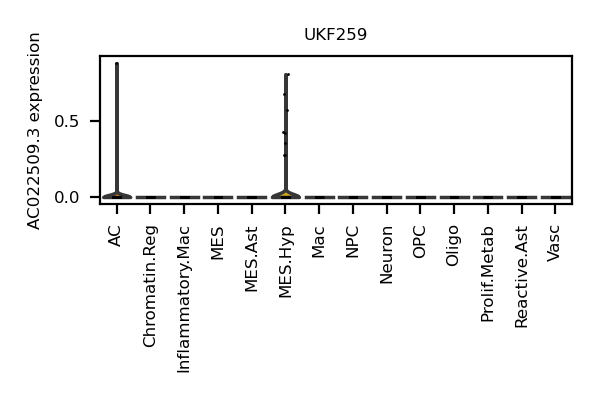 UKF259
AC022509.3 expression
0.5
0.0
AC
Chromatin.Reg
Inflammatory.Mac
MES
MES.Ast
MES.Hyp
Mac
NPC
Neuron
OPC
Oligo
Prolif.Metab
Reactive.Ast
Vasc